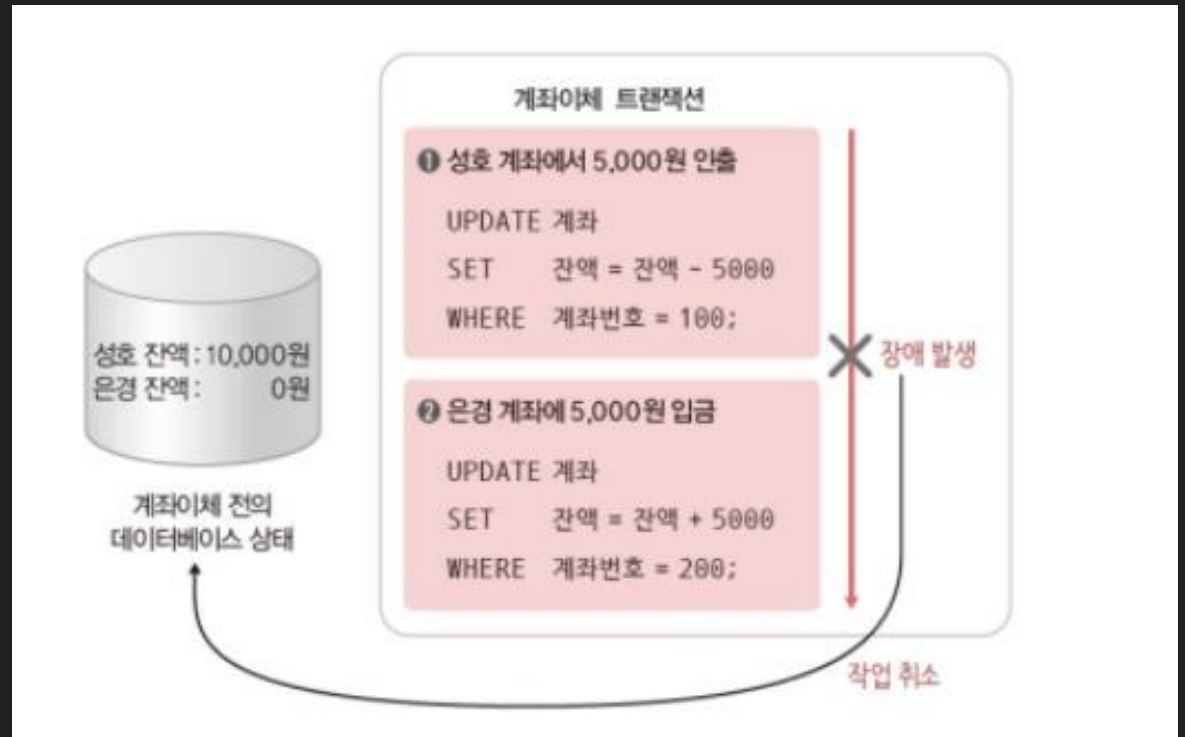 계좌이체 트랜잭션
❶ 성호 계좌에서 5,000원 인출
UPDATE 계좌
SET 잔액 = 잔액 - 5000
WHERE 계좌번호 = 100;
장애 발생
❷ 은경 계좌에 5,000원 입금
UPDATE 계좌
SET 잔액 = 잔액 + 5000
WHERE 계좌번호 = 200;
작업 취소
성호 잔액 : 10,000원
은경 잔액 : 0원
계좌이체 전의
데이터베이스 상태